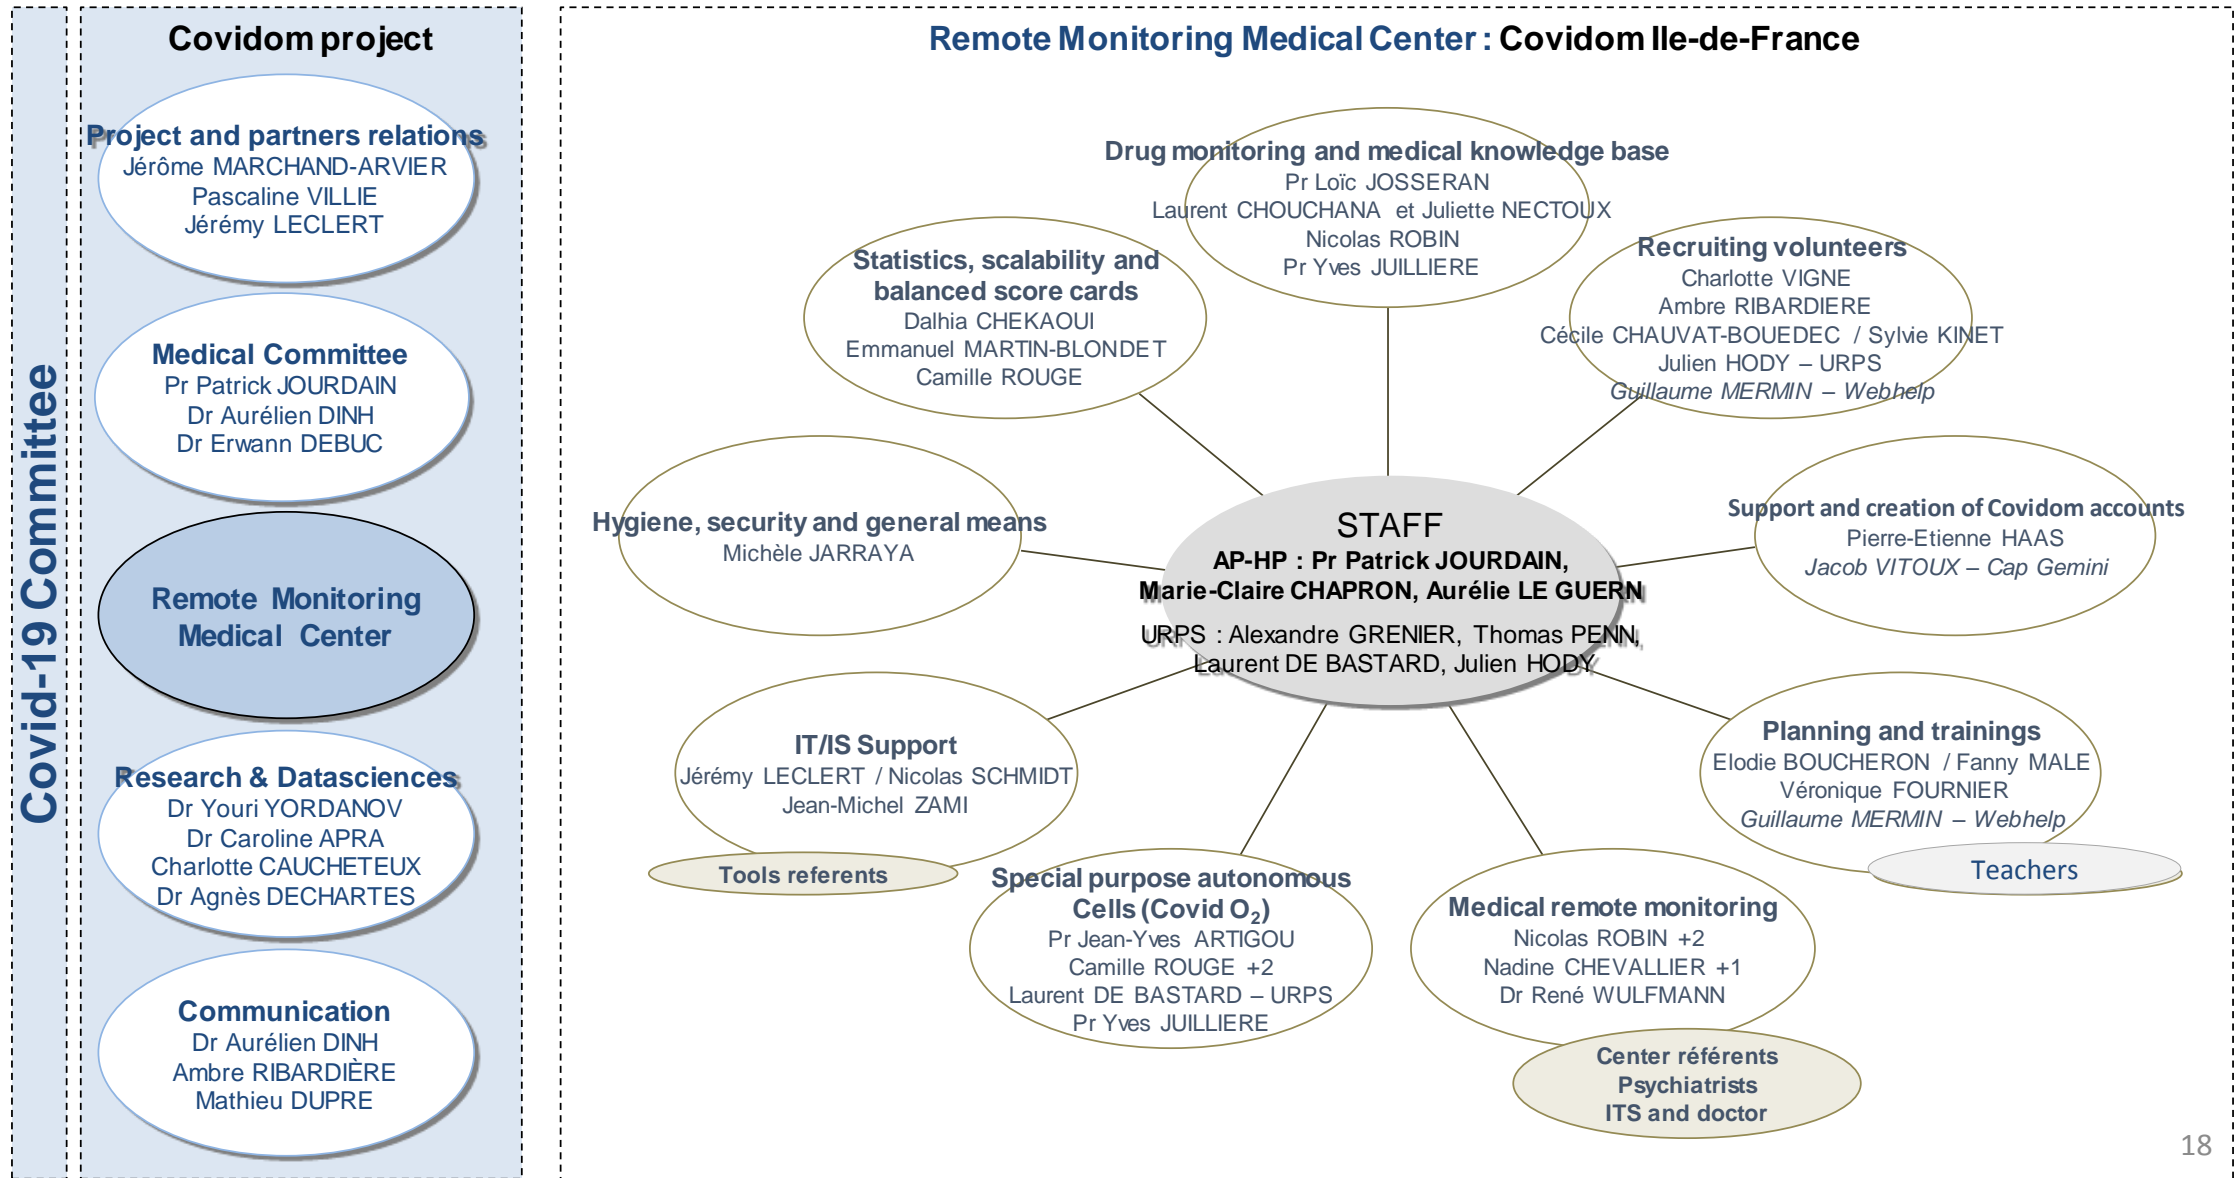 Covid-19 Committee
Covidom project
Project and partners relations
Jérôme MARCHAND-ARVIER
Pascaline VILLIE
Jérémy LECLERT
Medical Committee
Pr Patrick JOURDAIN
Dr Aurélien DINH
Dr Erwann DEBUC
Remote Monitoring
Medical Center
Research & Datasciences
Dr Youri YORDANOV
Dr Caroline APRA
Charlotte CAUCHETEUX
Dr Agnès DECHARTES
Communication
Dr Aurélien DINH
Ambre RIBARDIÈRE
Mathieu DUPRE
Remote Monitoring Medical Center : Covidom Ile-de-France
Drug monitoring and medical knowledge base
Pr Loïc JOSSERAN
Laurent CHOUCHANA et Juliette NECTOUX
Nicolas ROBIN
Pr Yves JUILLIERE
Statistics, scalability and
balanced score cards
Dalhia CHEKAOUI
Emmanuel MARTIN-BLONDET
Camille ROUGE
Recruiting volunteers
Charlotte VIGNE
Ambre RIBARDIERE
Cécile CHAUVAT-BOUEDEC / Sylvie KINET
Julien HODY – URPS
Guillaume MERMIN – Webhelp
Hygiene, security and general means
Michèle JARRAYA
STAFF
AP-HP : Pr Patrick JOURDAIN,
Marie-Claire CHAPRON, Aurélie LE GUERN
URPS : Alexandre GRENIER, Thomas PENN,
Laurent DE BASTARD, Julien HODY
Support and creation of Covidom accounts
Pierre-Etienne HAAS
Jacob VITOUX – Cap Gemini
IT/IS Support
Jérémy LECLERT / Nicolas SCHMIDT
Jean-Michel ZAMI
Tools referents
Planning and trainings
Elodie BOUCHERON / Fanny MALE
Véronique FOURNIER
Guillaume MERMIN – Webhelp
Teachers
Special purpose autonomous
Cells (Covid O₂)
Pr Jean-Yves ARTIGOU
Camille ROUGE +2
Laurent DE BASTARD – URPS
Pr Yves JUILLIERE
Medical remote monitoring
Nicolas ROBIN +2
Nadine CHEVALLIER +1
Dr René WULFMANN
Center référents
Psychiatrists
ITS and doctor
18